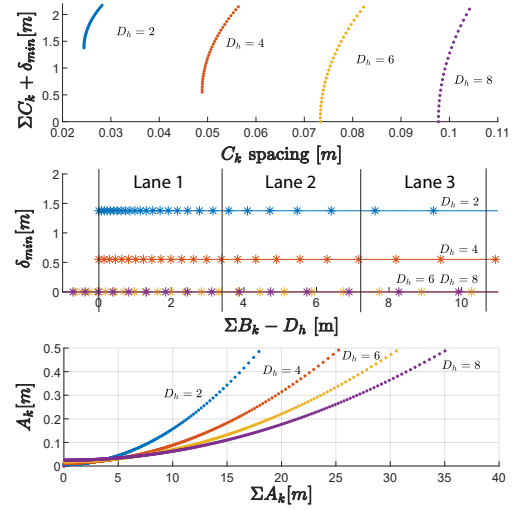 ΣC_k + δ_min[m]
2
1.5
1
0.5
0
D_h = 2
D_h = 4
D_h = 6
D_h = 8
0.02 0.03 0.04 0.05 0.06 0.07 0.08 0.09 0.1 0.11
C_k spacing [m]
δ_min[m]
2
1.5
1
0.5
0
Lane 1 Lane 2 Lane 3
D_h = 2
D_h = 4
D_h = 6 D_h = 8
0 2 4 6 8 10
ΣB_k − D_h [m]
A_k[m]
0.5
0.4
0.3
0.2
0.1
0
D_h = 2
D_h = 4
D_h = 6
D_h = 8
0 5 10 15 20 25 30 35 40
ΣA_k[m]